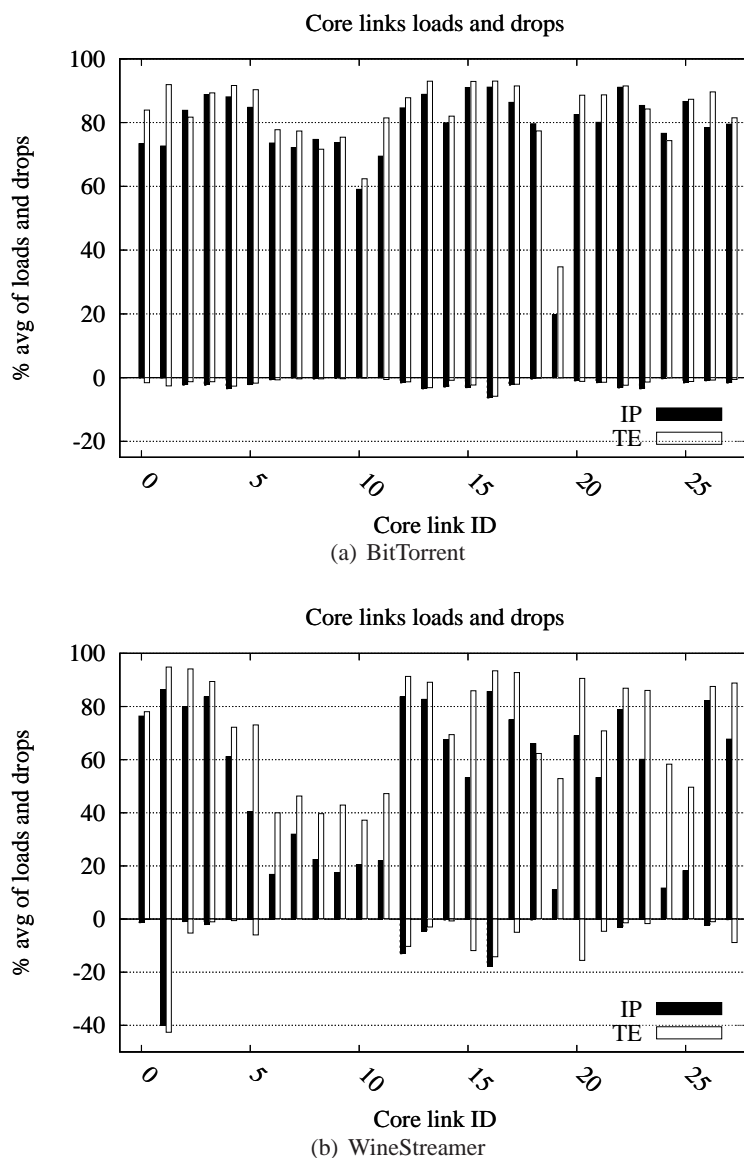 Core links loads and drops
100
80
60
40
20
0
-20
% avg of loads and drops
IP
TE
0 5 10 15 20 25
Core link ID
(a) BitTorrent
Core links loads and drops
100
80
60
40
20
0
-20
-40
% avg of loads and drops
IP
TE
0 5 10 15 20 25
Core link ID
(b) WineStreamer